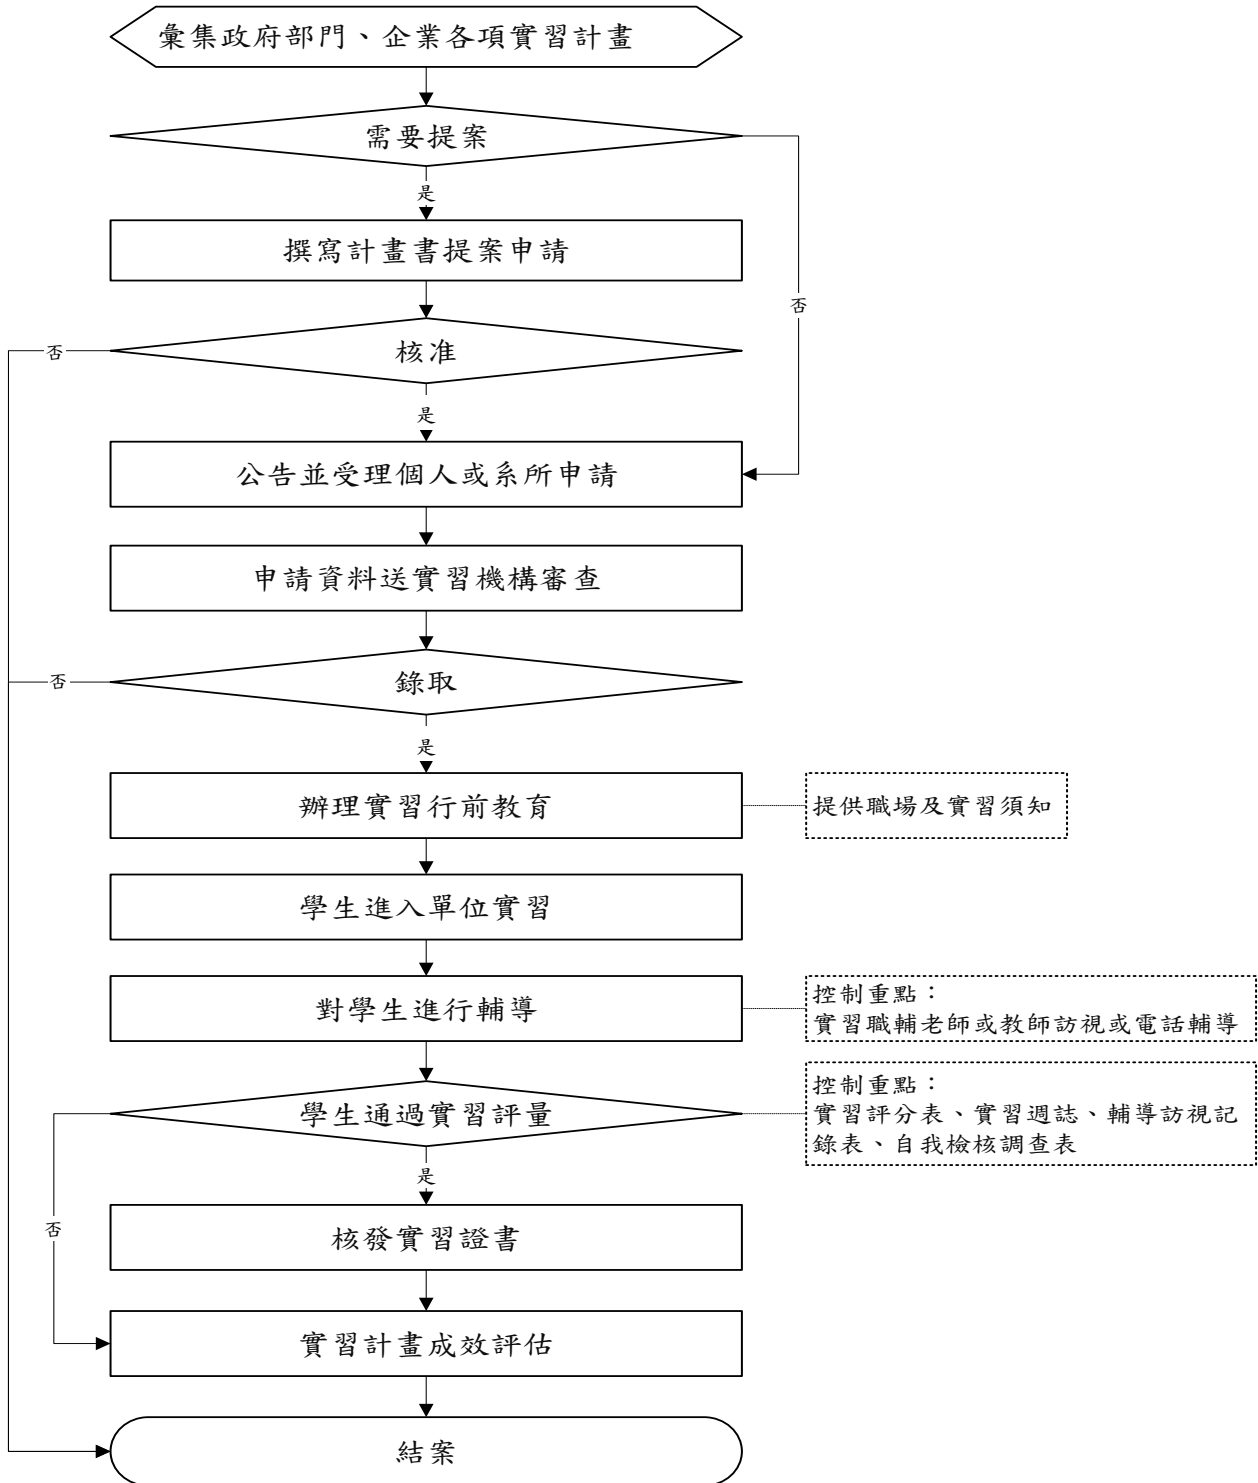 彙集政府部門、企業各項實習計畫
需要提案
是
撰寫計畫書提案申請
否
核准
否
是
公告並受理個人或系所申請
申請資料送實習機構審查
錄取
否
是
辦理實習行前教育
提供職場及實習須知
學生進入單位實習
對學生進行輔導
控制重點：
實習職輔老師或教師訪視或電話輔導
學生通過實習評量
控制重點：
實習評分表、實習週誌、輔導訪視記
錄表、自我檢核調查表
是
否
核發實習證書
實習計畫成效評估
結案